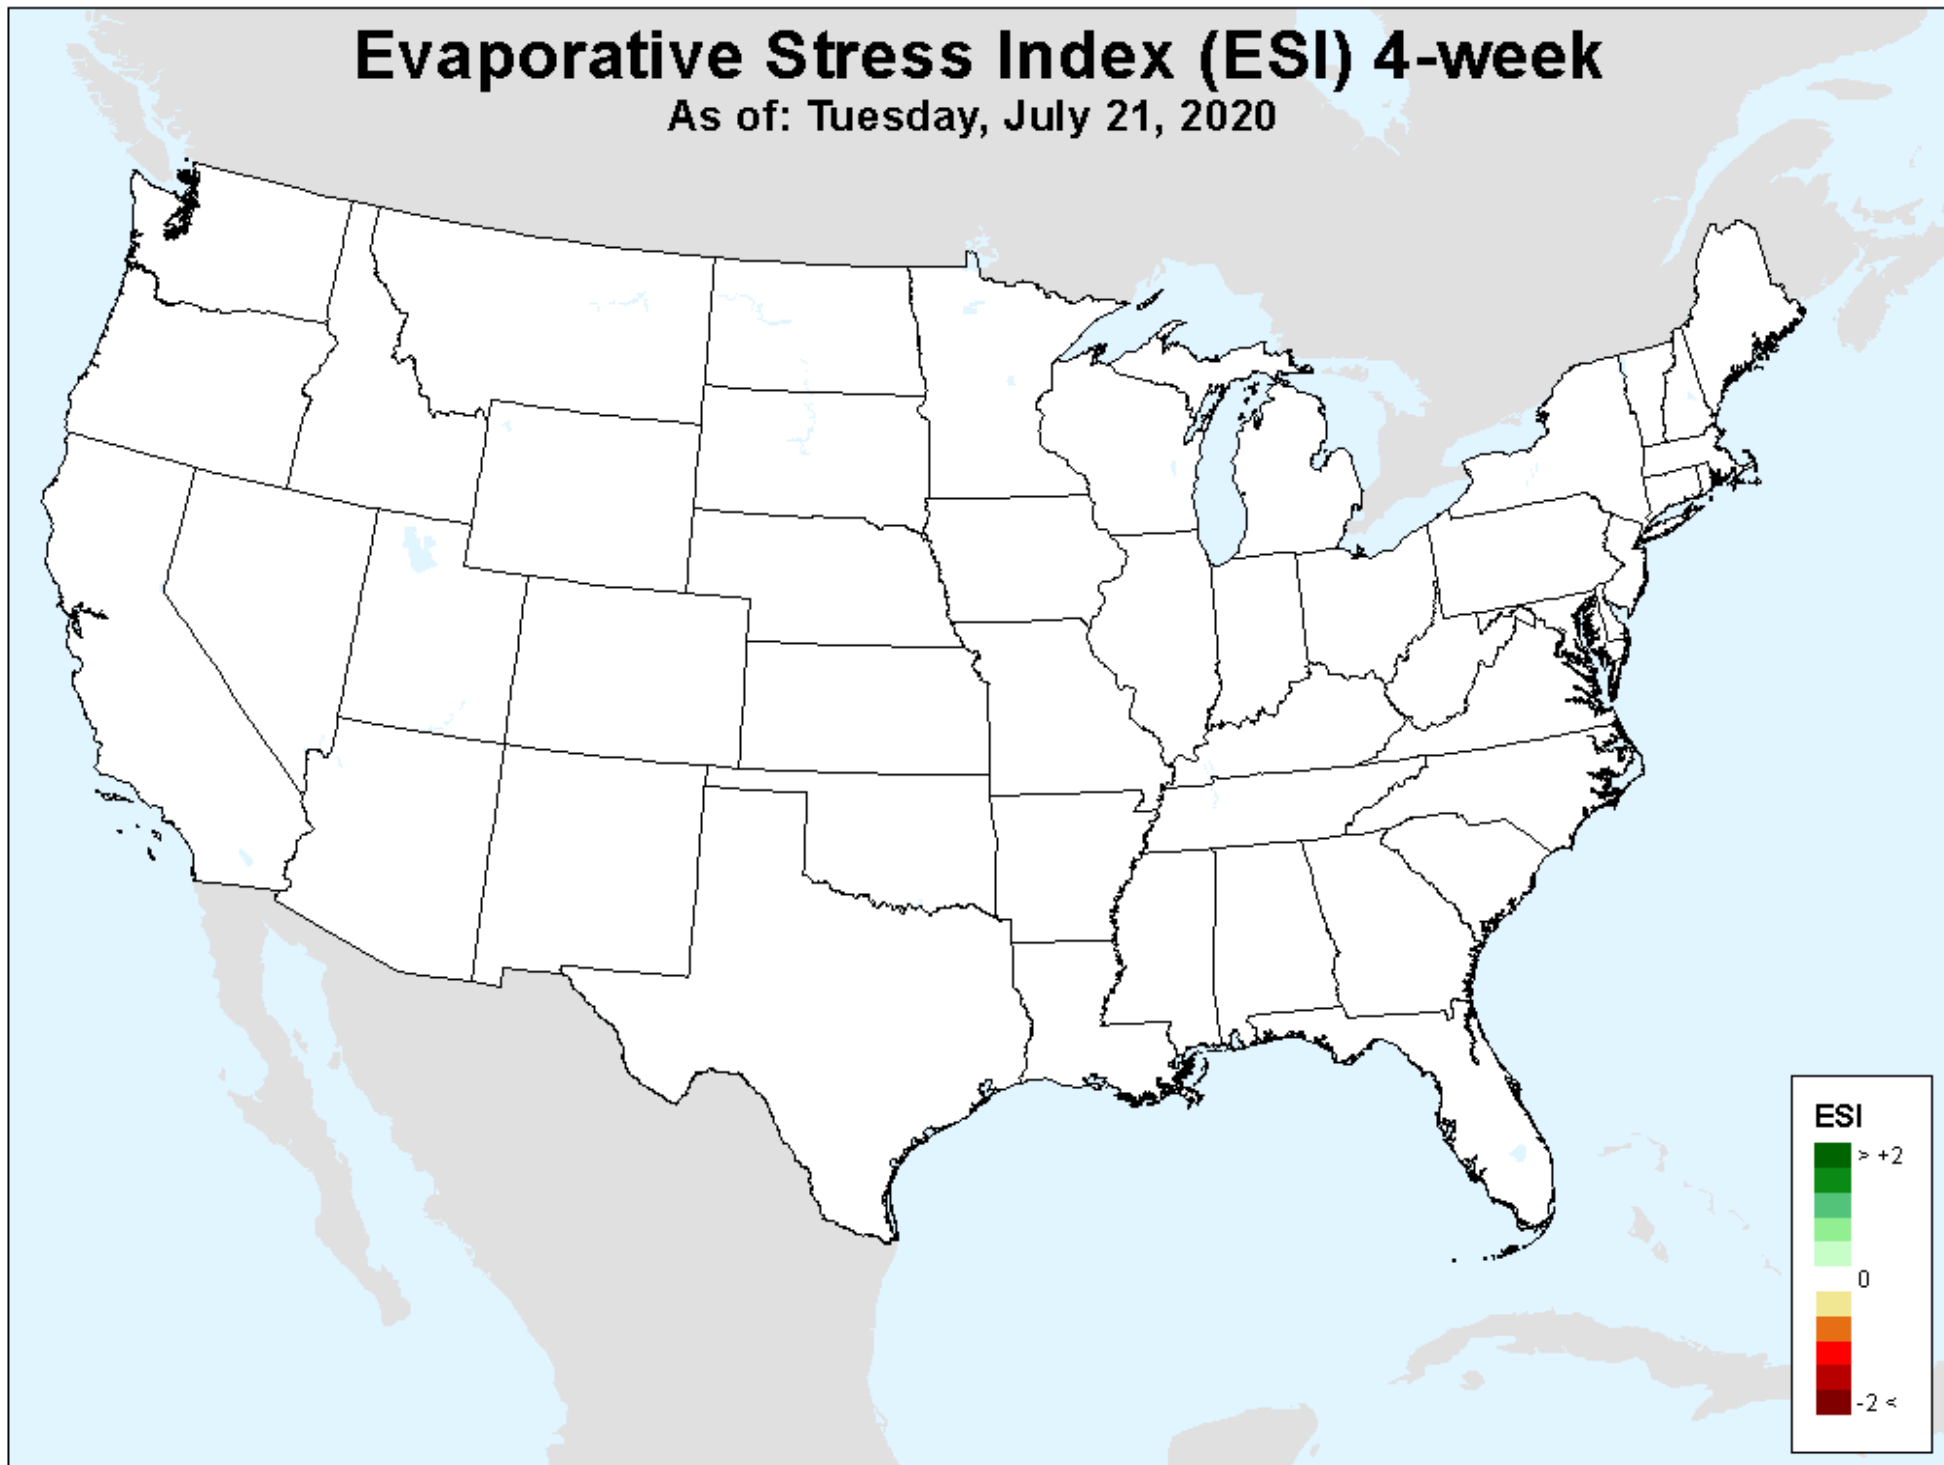 Evaporative Stress Index (ESI) 4-week
As of: Tuesday, July 21, 2020
ESI
> +2
0
-2 <